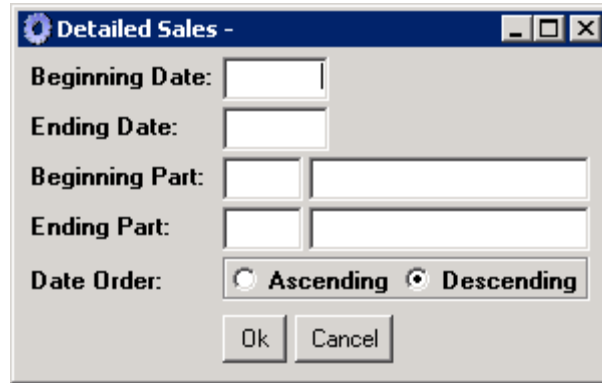 Detailed Sales -
Beginning Date:
Ending Date:
Beginning Part:
Ending Part:
Date Order: Ascending Descending
Ok Cancel